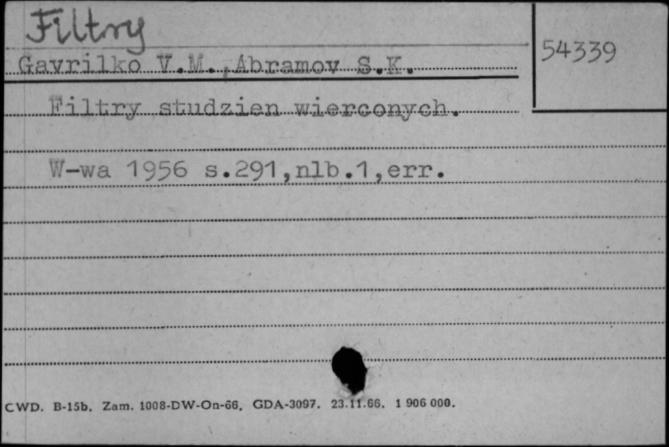 Filtry
54339
Gavrilko V.M.,Abramov S.K.
Filtry studzien wierconych.
W-wa 1956 s.291,nlb.1,err.
CWD. B-15b. Zam. 1008-DW-On-66. GDA-3097. 23.11.66. 1 906 000.